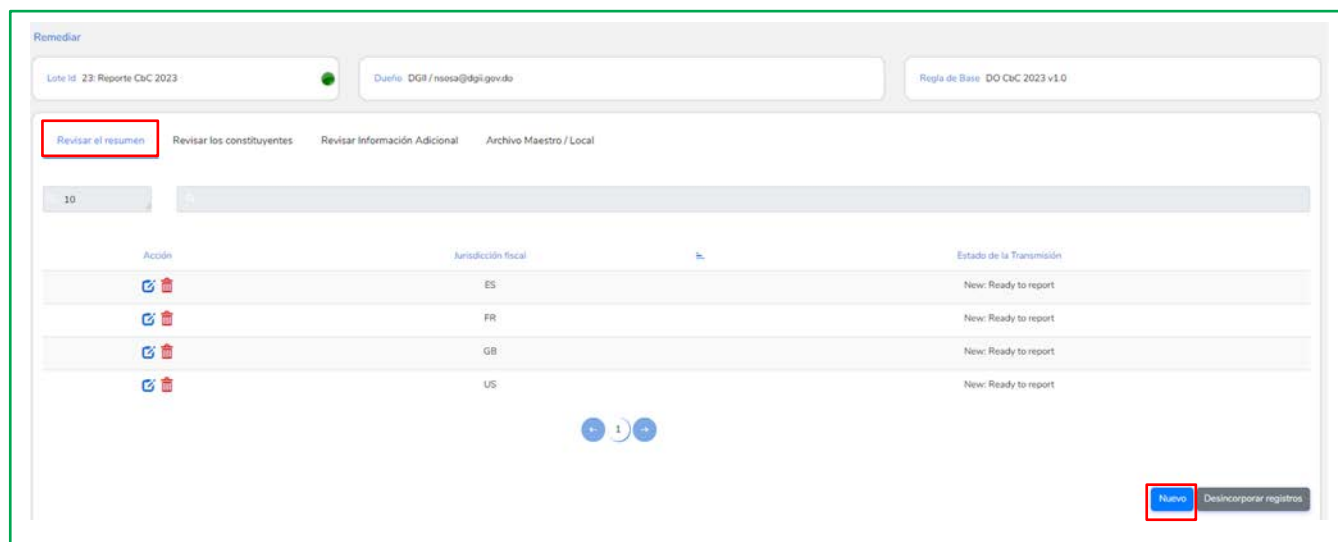 Remediar
Lote Id 23: Reporte CbC 2023 Dueño DGII / nsosa@dgii.gov.do Regla de Base DO CbC 2023 v1.0
Revisar el resumen Revisar los constituyentes Revisar Información Adicional Archivo Maestro / Local
10
Acción Jurisdicción fiscal Estado de la Transmisión
ES New: Ready to report
FR New: Ready to report
GB New: Ready to report
US New: Ready to report
1
Nuevo Desincorporar registros